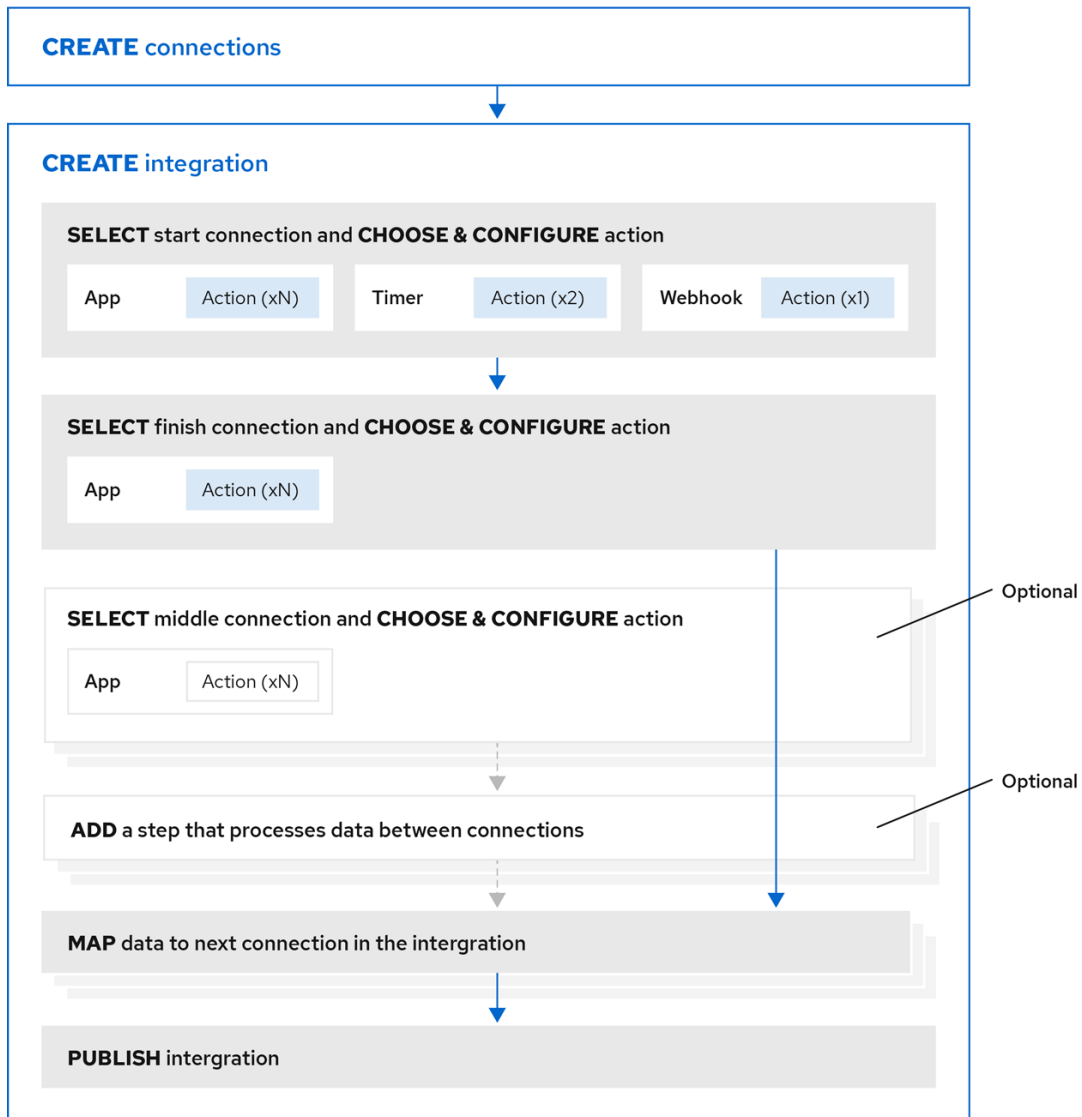 CREATE connections
CREATE integration
SELECT start connection and CHOOSE & CONFIGURE action
App Action (xN) Timer Action (x2) Webhook Action (x1)
SELECT finish connection and CHOOSE & CONFIGURE action
App Action (xN)
Optional
SELECT middle connection and CHOOSE & CONFIGURE action
App Action (xN)
Optional
ADD a step that processes data between connections
MAP data to next connection in the intergration
PUBLISH intergration